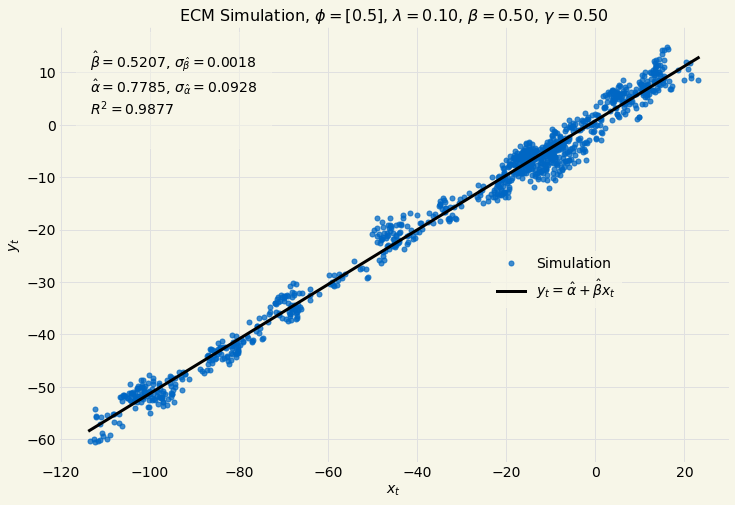 ECM Simulation, ϕ = [0.5], λ = 0.10, β = 0.50, γ = 0.50
β̂ = 0.5207, σ_β̂ = 0.0018
α̂ = 0.7785, σ_α̂ = 0.0928
R² = 0.9877
10
0
−10
−20
−30
−40
−50
−60
y_t
Simulation
y_t = α̂ + β̂x_t
−120 −100 −80 −60 −40 −20 0 20
x_t